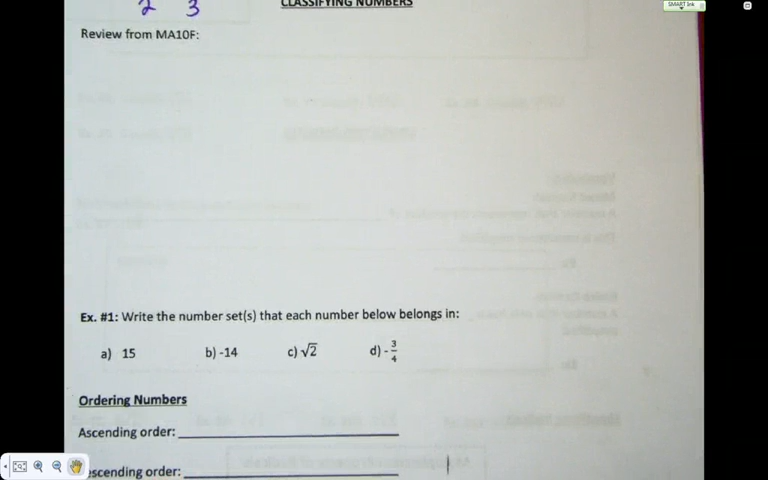 2 3
CLASSIFYING NUMBERS
SMART Ink
Review from MA10F:
Ex. #1: Write the number set(s) that each number below belongs in:
a) 15 b) -14 c) √2 d) - 3/4
Ordering Numbers
Ascending order:
escending order: